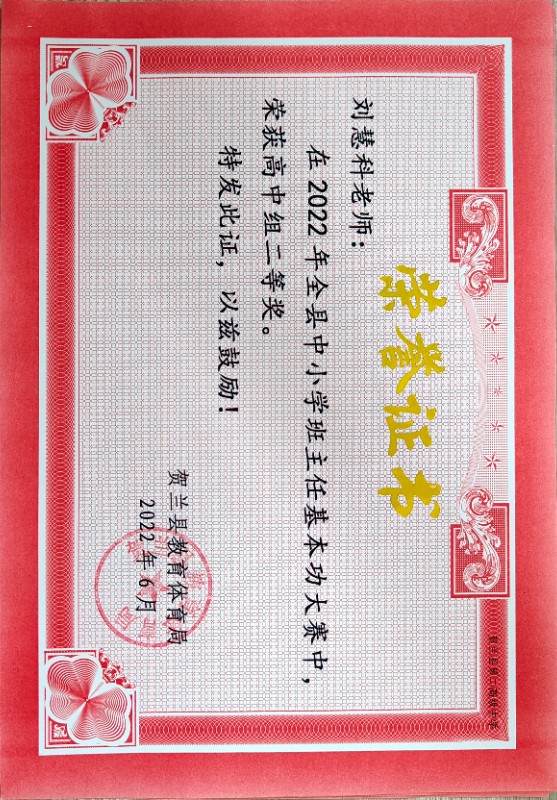 荣誉证书
刘慧科老师：
在2022年全县中小学班主任基本功大赛中，
荣获高中组二等奖。
特发此证，以兹鼓励！
贺兰县教育体育局
2022年6月